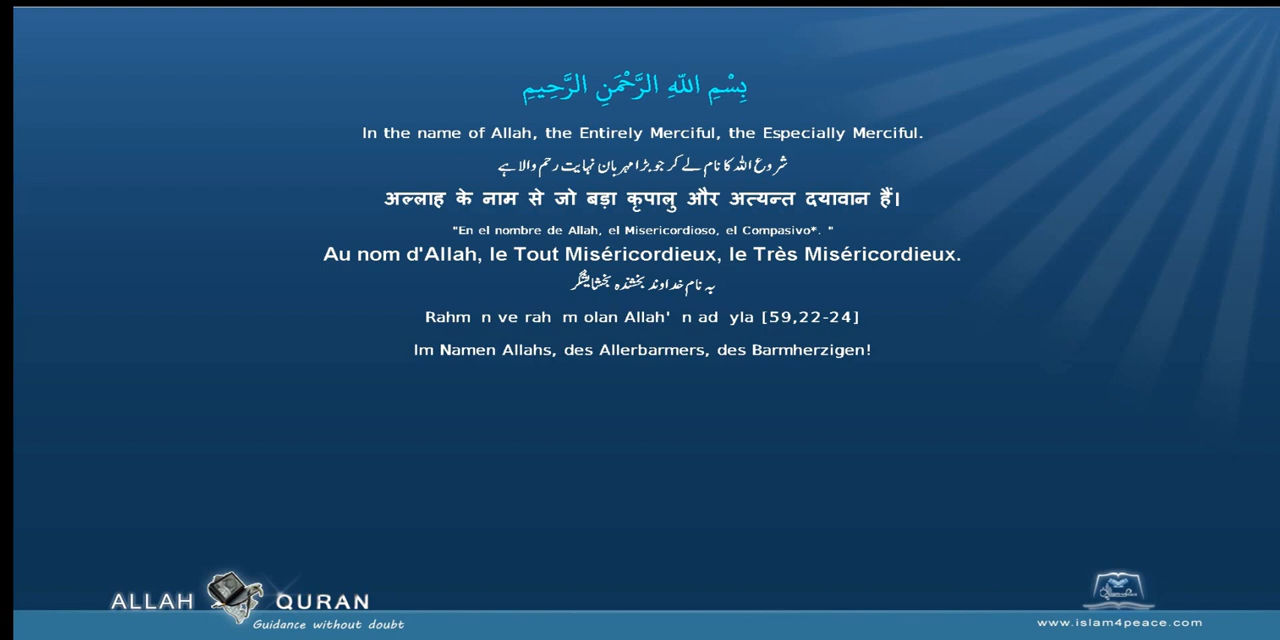 بِسْمِ اللّٰهِ الرَّحْمَنِ الرَّحِيمِ
In the name of Allah, the Entirely Merciful, the Especially Merciful.
شروع الله کا نام لے کر جو بڑا مہربان نہایت رحم والا ہے
अल्लाह के नाम से जो बड़ा कृपालु और अत्यन्त दयावान हैं।
"En el nombre de Allah, el Misericordioso, el Compasivo*. "
Au nom d'Allah, le Tout Miséricordieux, le Très Miséricordieux.
به نام خداوند بخشنده بخشایشگر
Rahm n ve rah m olan Allah' n ad yla [59,22-24]
Im Namen Allahs, des Allerbarmers, des Barmherzigen!
ALLAH QURAN
Guidance without doubt
www.islam4peace.com